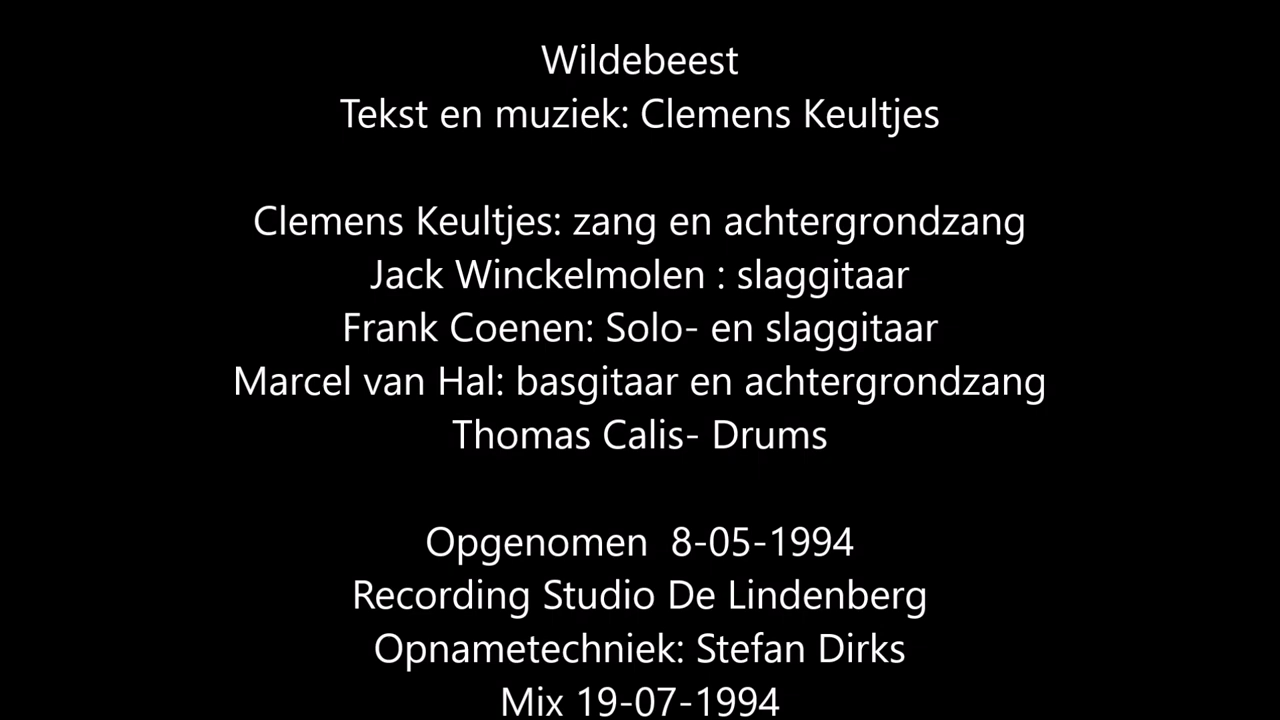 Wildebeest
Tekst en muziek: Clemens Keultjes
Clemens Keultjes: zang en achtergrondzang
Jack Winckelmolen : slaggitaar
Frank Coenen: Solo- en slaggitaar
Marcel van Hal: basgitaar en achtergrondzang
Thomas Calis- Drums
Opgenomen  8-05-1994
Recording Studio De Lindenberg
Opnametechniek: Stefan Dirks
Mix 19-07-1994